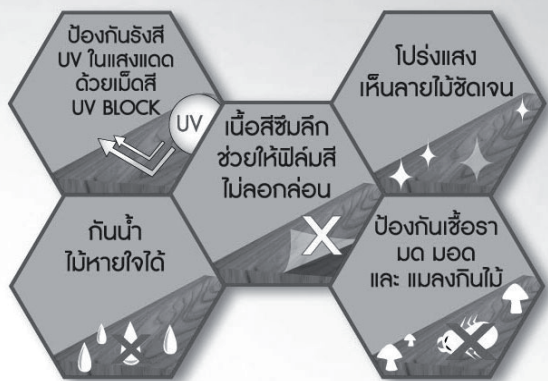 ป้องกันรังสี
UV ในแสงแดด
ด้วยเม็ดสี
UV BLOCK
UV
โปร่งแสง
เห็นลายไม้ชัดเจน
เนื้อสีซึมลึก
ช่วยให้ฟิล์มสี
ไม่ลอกล่อน
กันน้ำ
ไม้หายใจได้
ป้องกันเชื้อรา
มด มอด
และ แมลงกินไม้